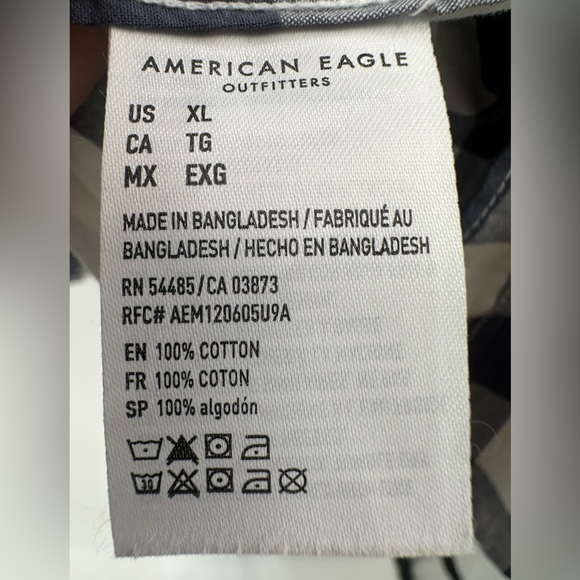 AMERICAN EAGLE
OUTFITTERS
US XL
CA TG
MX EXG
MADE IN BANGLADESH / FABRIQUÉ AU
BANGLADESH / HECHO EN BANGLADESH
RN 54485 / CA 03873
RFC# AEM120605U9A
EN 100% COTTON
FR 100% COTON
SP 100% algodón
30